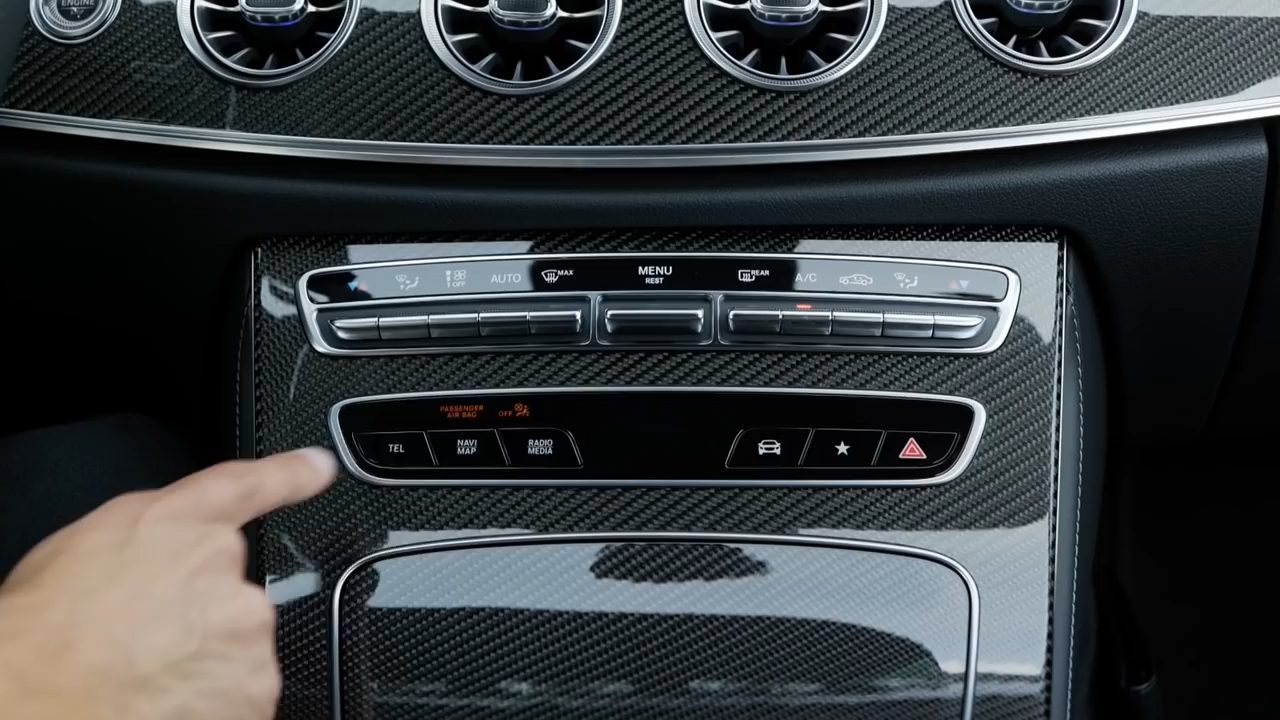 ENGINE
OFF
AUTO
MAX
MENU
REST
REAR
A/C
PASSENGER
AIR BAG
OFF
TEL
NAVI
MAP
RADIO
MEDIA